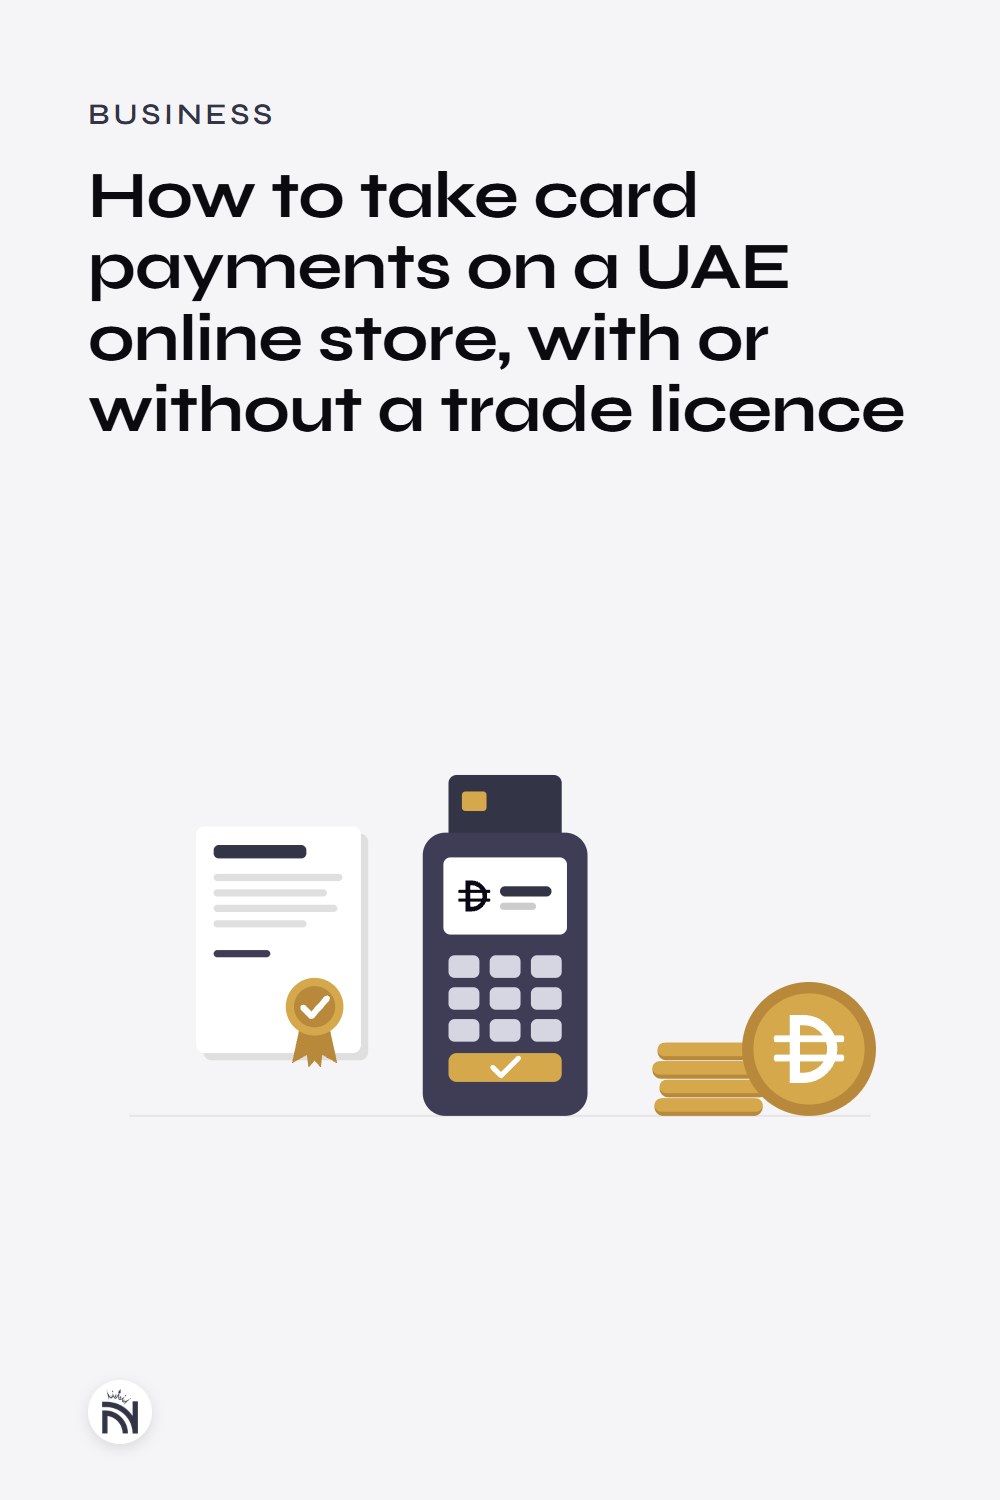 BUSINESS
How to take card
payments on a UAE
online store, with or
without a trade licence